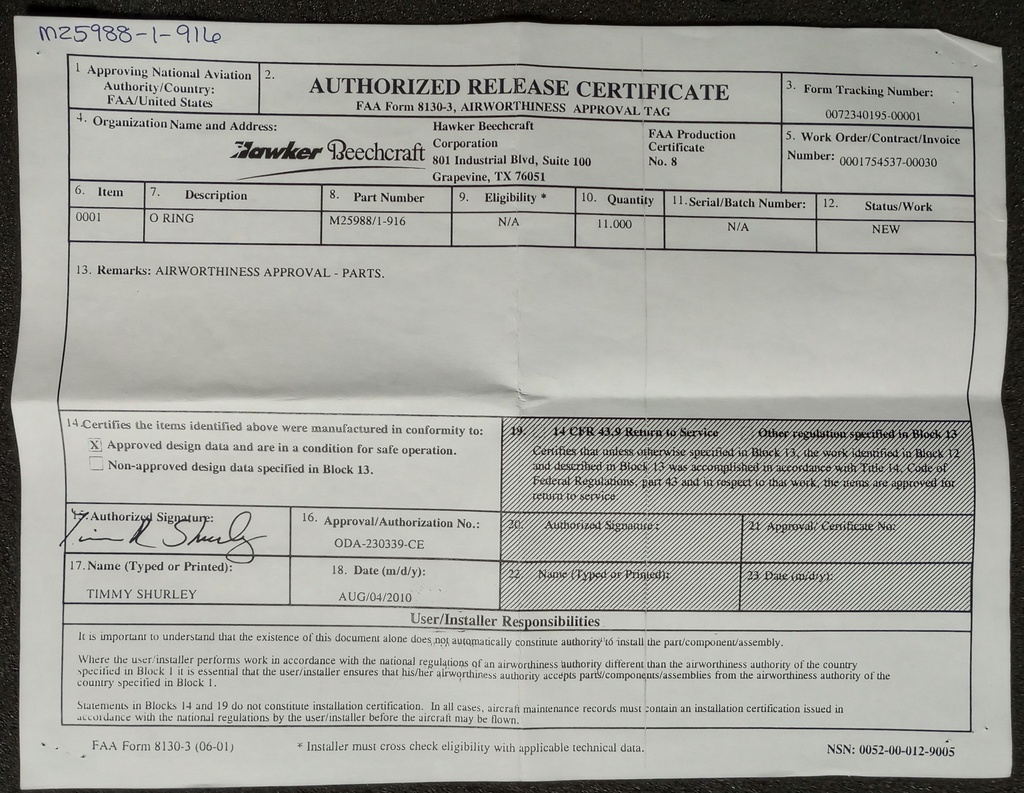 M25988-1-916
1 Approving National Aviation
Authority/Country:
FAA/United States
2.
AUTHORIZED RELEASE CERTIFICATE
FAA Form 8130-3, AIRWORTHINESS APPROVAL TAG
3. Form Tracking Number:
0072340195-00001
4. Organization Name and Address:
Hawker Beechcraft
Hawker Beechcraft
Corporation
801 Industrial Blvd, Suite 100
Grapevine, TX 76051
FAA Production
Certificate
No. 8
5. Work Order/Contract/Invoice
Number: 0001754537-00030
6. Item
7. Description
8. Part Number
9. Eligibility *
10. Quantity
11. Serial/Batch Number:
12. Status/Work
0001
O RING
M25988/1-916
N/A
11.000
N/A
NEW
13. Remarks: AIRWORTHINESS APPROVAL - PARTS.
14. Certifies the items identified above were manufactured in conformity to:
X Approved design data and are in a condition for safe operation.
Non-approved design data specified in Block 13.
19. 14 CFR 43.9 Return to Service Other regulation specified in Block 13
Certifies that unless otherwise specified in Block 13, the work identified in Block 12
and described in Block 13 was accomplished in accordance with Title 14, Code of
Federal Regulations, part 43 and in respect to that work, the items are approved for
return to service.
15. Authorized Signature:
Tim R Shurley
16. Approval/Authorization No.:
ODA-230339-CE
20. Authorized Signature:
21 Approval/ Certificate No:
17. Name (Typed or Printed):
TIMMY SHURLEY
18. Date (m/d/y):
AUG/04/2010
22. Name (Typed or Printed):
23 Date (m/d/y):
User/Installer Responsibilities
It is important to understand that the existence of this document alone does not automatically constitute authority to install the part/component/assembly.
Where the user/installer performs work in accordance with the national regulations of an airworthiness authority different than the airworthiness authority of the country
specified in Block 1 it is essential that the user/installer ensures that his/her airworthiness authority accepts parts/components/assemblies from the airworthiness authority of the
country specified in Block 1.
Statements in Blocks 14 and 19 do not constitute installation certification. In all cases, aircraft maintenance records must contain an installation certification issued in
accordance with the national regulations by the user/installer before the aircraft may be flown.
FAA Form 8130-3 (06-01)
* Installer must cross check eligibility with applicable technical data.
NSN: 0052-00-012-9005